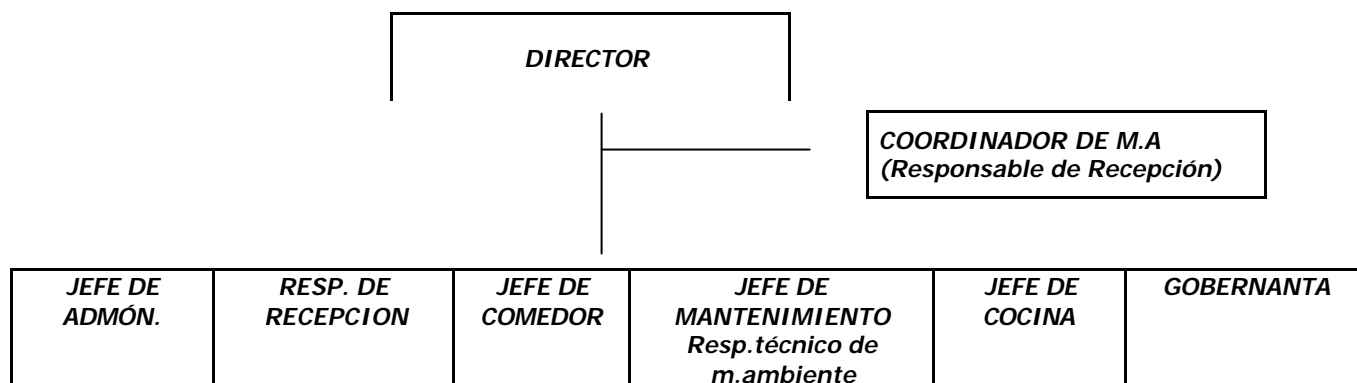 DIRECTOR
COORDINADOR DE M.A
(Responsable de Recepción)
JEFE DE
ADMÓN.
RESP. DE
RECEPCION
JEFE DE
COMEDOR
JEFE DE
MANTENIMIENTO
Resp.técnico de
m.ambiente
JEFE DE
COCINA
GOBERNANTA